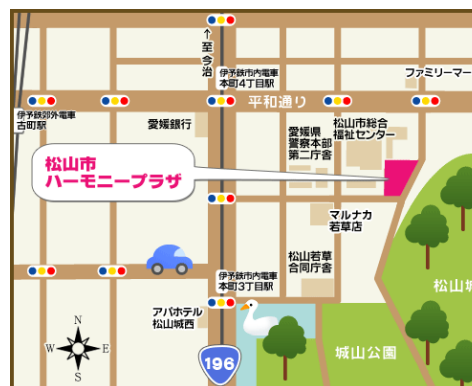 ↑至今治
伊予鉄市内電車
本町4丁目駅
ファミリーマー
平和通り
伊予鉄郊外電車
古町駅
愛媛銀行
愛媛県
警察本部
第二庁舎
松山市総合
福祉センター
松山市
ハーモニープラザ
マルナカ
若草店
松山若草
合同庁舎
伊予鉄市内電車
本町3丁目駅
松山城
アパホテル
松山城西
N
W
E
S
196
城山公園